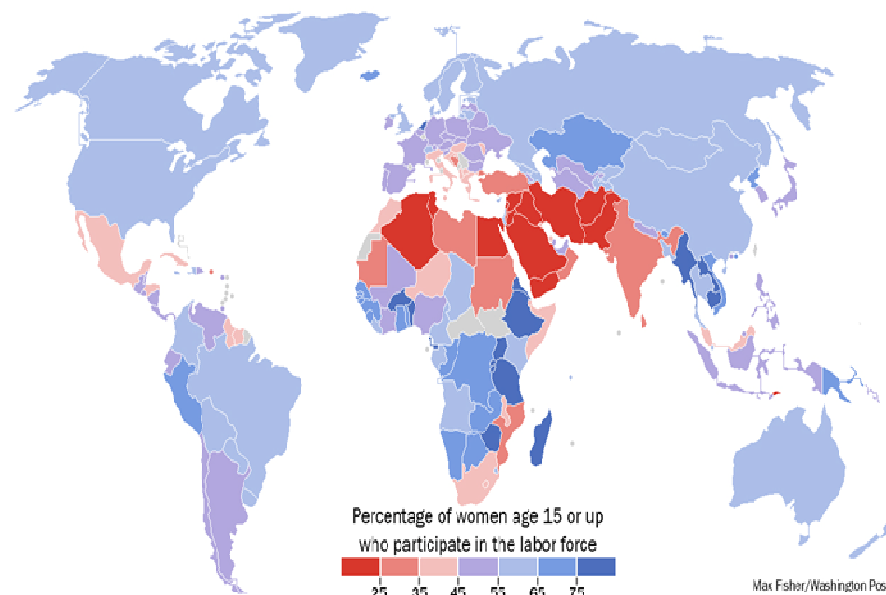 Percentage of women age 15 or up
who participate in the labor force
25 35 45 55 65 75
Max Fisher/Washington Pos